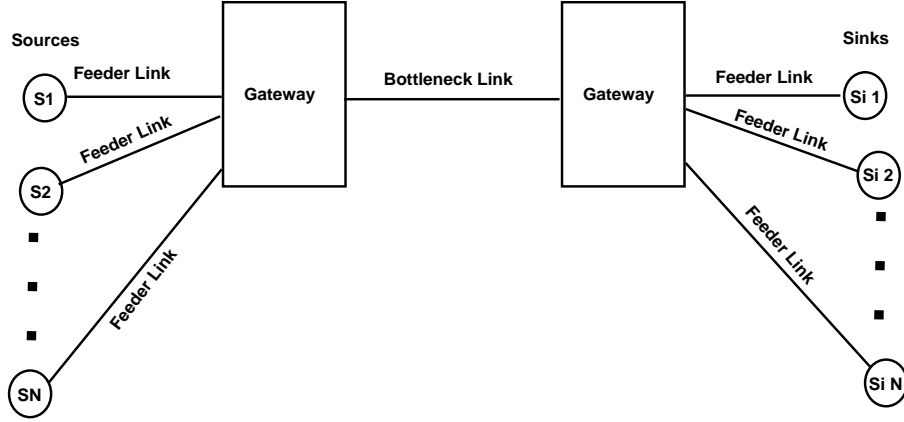 Sources
Sinks
Feeder Link
Bottleneck Link
Feeder Link
S1
Gateway
Gateway
Si 1
Feeder Link
Feeder Link
S2
Si 2
Feeder Link
Feeder Link
SN
Si N